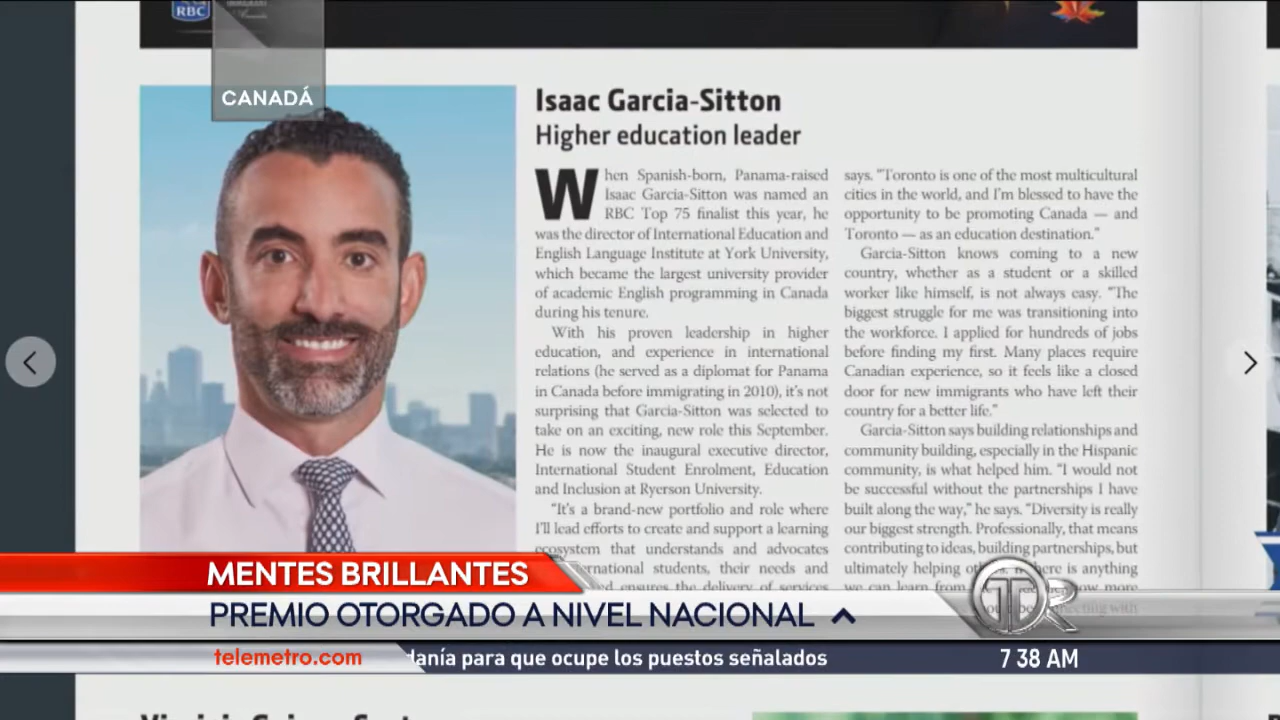 RBC
CANADÁ
Isaac Garcia-Sitton
Higher education leader
When Spanish-born, Panama-raised
Isaac Garcia-Sitton was named an
RBC Top 75 finalist this year, he
was the director of International Education and
English Language Institute at York University,
which became the largest university provider
of academic English programming in Canada
during his tenure.
With his proven leadership in higher
education, and experience in international
relations (he served as a diplomat for Panama
in Canada before immigrating in 2010), it's not
surprising that Garcia-Sitton was selected to
take on an exciting, new role this September.
He is now the inaugural executive director,
International Student Enrolment, Education
and Inclusion at Ryerson University.
"It's a brand-new portfolio and role where
I'll lead efforts to create and support a learning
ecosystem that understands and advocates
students, their needs and
ensures the delivery of services
says. "Toronto is one of the most multicultural
cities in the world, and I'm blessed to have the
opportunity to be promoting Canada — and
Toronto — as an education destination."
Garcia-Sitton knows coming to a new
country, whether as a student or a skilled
worker like himself, is not always easy. "The
biggest struggle for me was transitioning into
the workforce. I applied for hundreds of jobs
before finding my first. Many places require
Canadian experience, so it feels like a closed
door for new immigrants who have left their
country for a better life."
Garcia-Sitton says building relationships and
community building, especially in the Hispanic
community, is what helped him. "I would not
be successful without the partnerships I have
built along the way," he says. "Diversity is really
our biggest strength. Professionally, that means
contributing to ideas, building partnerships, but
ultimately helping is anything
we can learn from more
MENTES BRILLANTES
PREMIO OTORGADO A NIVEL NACIONAL
TR
telemetro.com
para que ocupe los puestos señalados
7 38 AM